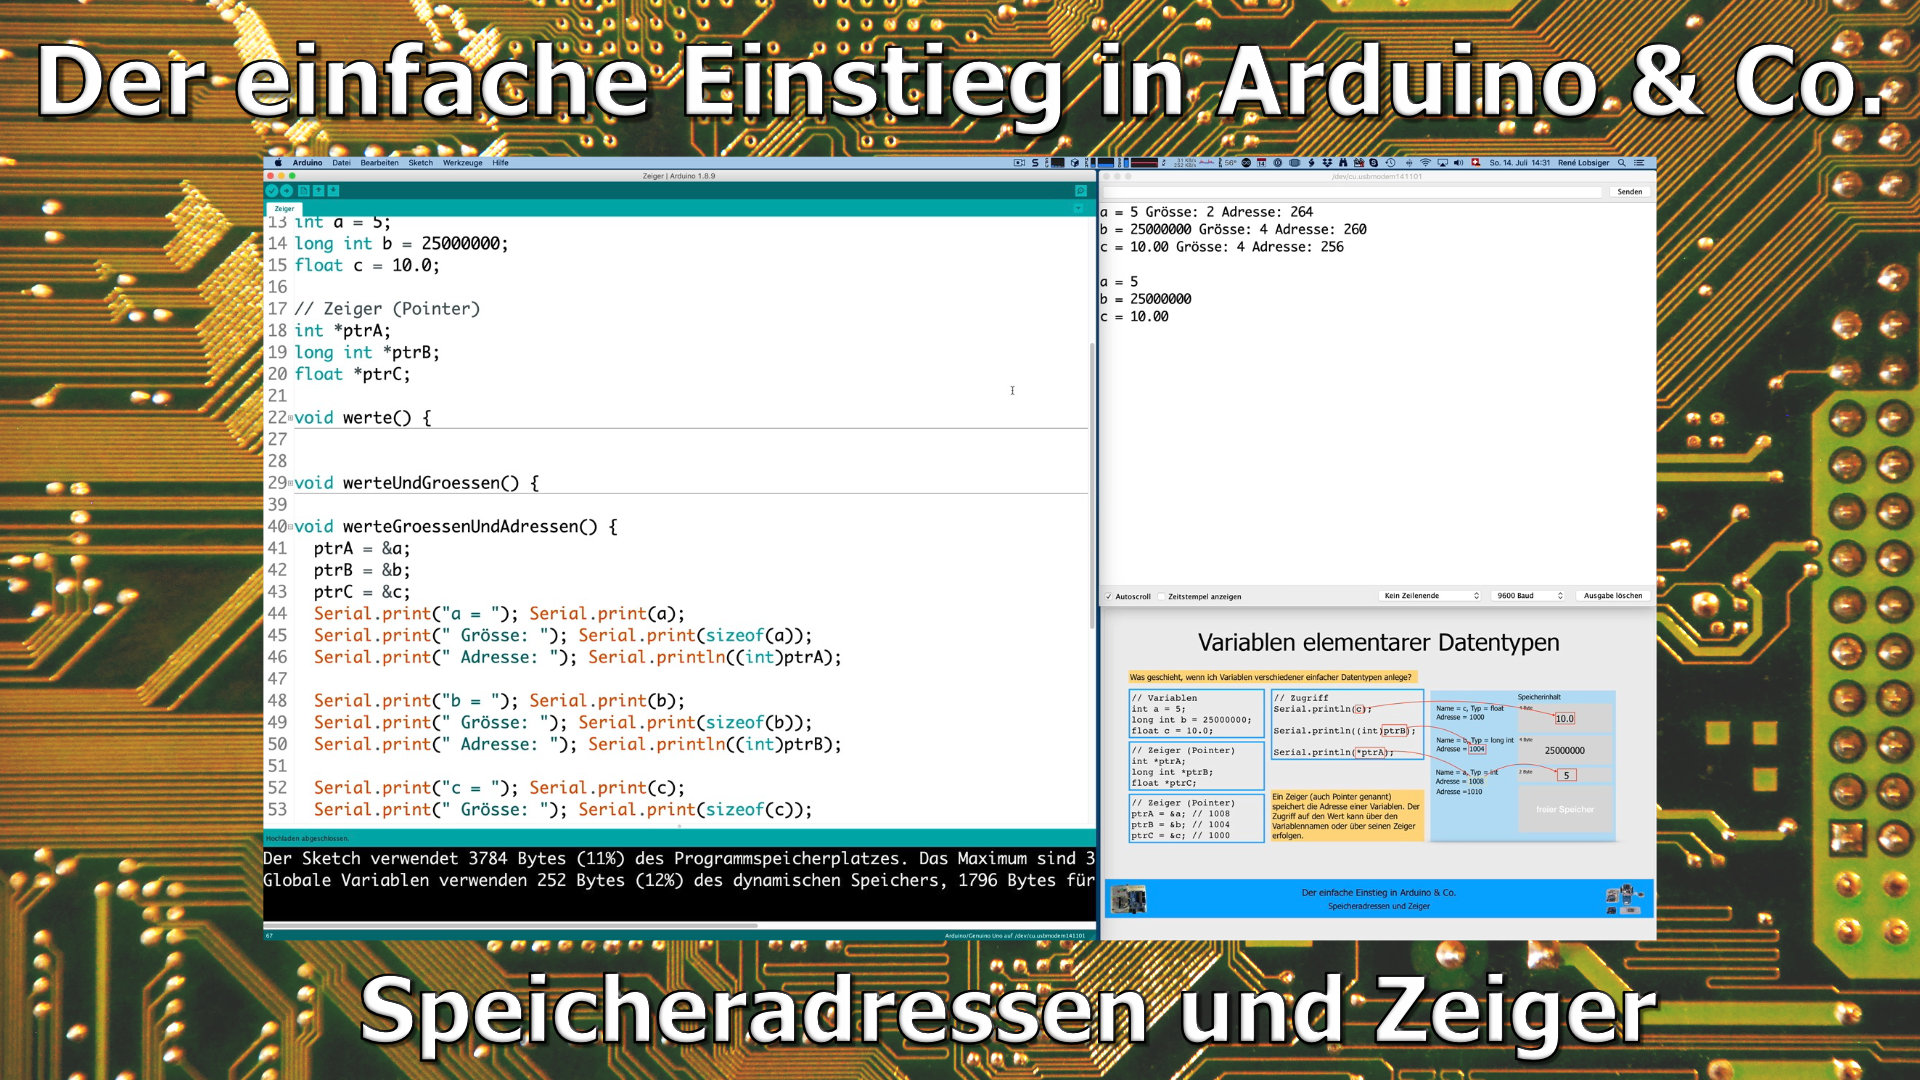 Der einfache Einstieg in Arduino & Co.
Arduino Datei Bearbeiten Sketch Werkzeuge Hilfe
So. 14. Juli 14:31 René Lobsiger
Zeiger | Arduino 1.8.9
Zeiger
13 int a = 5;
14 long int b = 25000000;
15 float c = 10.0;
16
17 // Zeiger (Pointer)
18 int *ptrA;
19 long int *ptrB;
20 float *ptrC;
21
22 void werte() {
27
28
29 void werteUndGroessen() {
39
40 void werteGroessenUndAdressen() {
41 ptrA = &a;
42 ptrB = &b;
43 ptrC = &c;
44 Serial.print("a = "); Serial.print(a);
45 Serial.print(" Grösse: "); Serial.print(sizeof(a));
46 Serial.print(" Adresse: "); Serial.println((int)ptrA);
47
48 Serial.print("b = "); Serial.print(b);
49 Serial.print(" Grösse: "); Serial.print(sizeof(b));
50 Serial.print(" Adresse: "); Serial.println((int)ptrB);
51
52 Serial.print("c = "); Serial.print(c);
53 Serial.print(" Grösse: "); Serial.print(sizeof(c));
Hochladen abgeschlossen.
Der Sketch verwendet 3784 Bytes (11%) des Programmspeicherplatzes. Das Maximum sind 3
Globale Variablen verwenden 252 Bytes (12%) des dynamischen Speichers, 1796 Bytes für
67
Arduino/Genuino Uno auf /dev/cu.usbmodem141101
/dev/cu.usbmodem141101
Senden
a = 5 Grösse: 2 Adresse: 264
b = 25000000 Grösse: 4 Adresse: 260
c = 10.00 Grösse: 4 Adresse: 256
a = 5
b = 25000000
c = 10.00
Autoscroll Zeitstempel anzeigen
Kein Zeilenende
9600 Baud
Ausgabe löschen
Variablen elementarer Datentypen
Was geschieht, wenn ich Variablen verschiedener einfacher Datentypen anlege?
// Variablen
int a = 5;
long int b = 25000000;
float c = 10.0;
// Zeiger (Pointer)
int *ptrA;
long int *ptrB;
float *ptrC;
// Zeiger (Pointer)
ptrA = &a; // 1008
ptrB = &b; // 1004
ptrC = &c; // 1000
// Zugriff
Serial.println(c);
Serial.println((int)ptrB);
Serial.println(*ptrA);
Ein Zeiger (auch Pointer genannt)
speichert die Adresse einer Variablen. Der
Zugriff auf den Wert kann über den
Variablennamen oder über seinen Zeiger
erfolgen.
Speicherinhalt
Name = c, Typ = float
Adresse = 1000
4 Byte
10.0
Name = b, Typ = long int
Adresse = 1004
4 Byte
25000000
Name = a, Typ = int
Adresse = 1008
2 Byte
5
Adresse =1010
freier Speicher
Der einfache Einstieg in Arduino & Co.
Speicheradressen und Zeiger
Speicheradressen und Zeiger